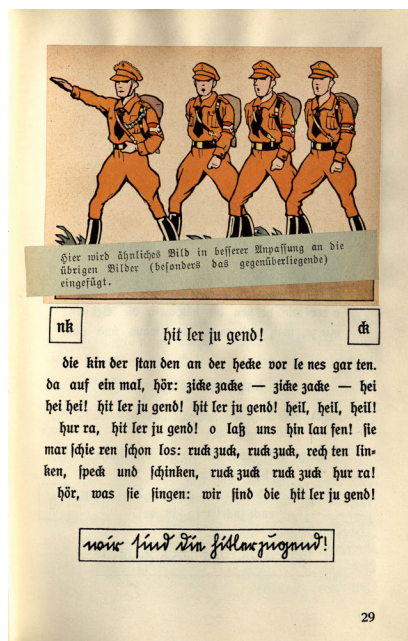 Hier wird ähnliches Bild in besserer Anpassung an die
übrigen Bilder (besonders das gegenüberliegende)
eingefügt.
nk
ck
hit ler ju gend!
die kin der stan den an der hecke vor le nes gar ten.
da auf ein mal, hör: zicke zacke — zicke zacke — hei
hei hei! hit ler ju gend! hit ler ju gend! heil, heil, heil!
hur ra, hit ler ju gend! o laß uns hin lau fen! sie
mar schie ren schon los: ruck zuck, ruck zuck, rech ten lin-
ken, speck und schinken, ruck zuck ruck zuck hur ra!
hör, was sie singen: wir sind die hit ler ju gend!
wir sind die hitlerjugend!
29